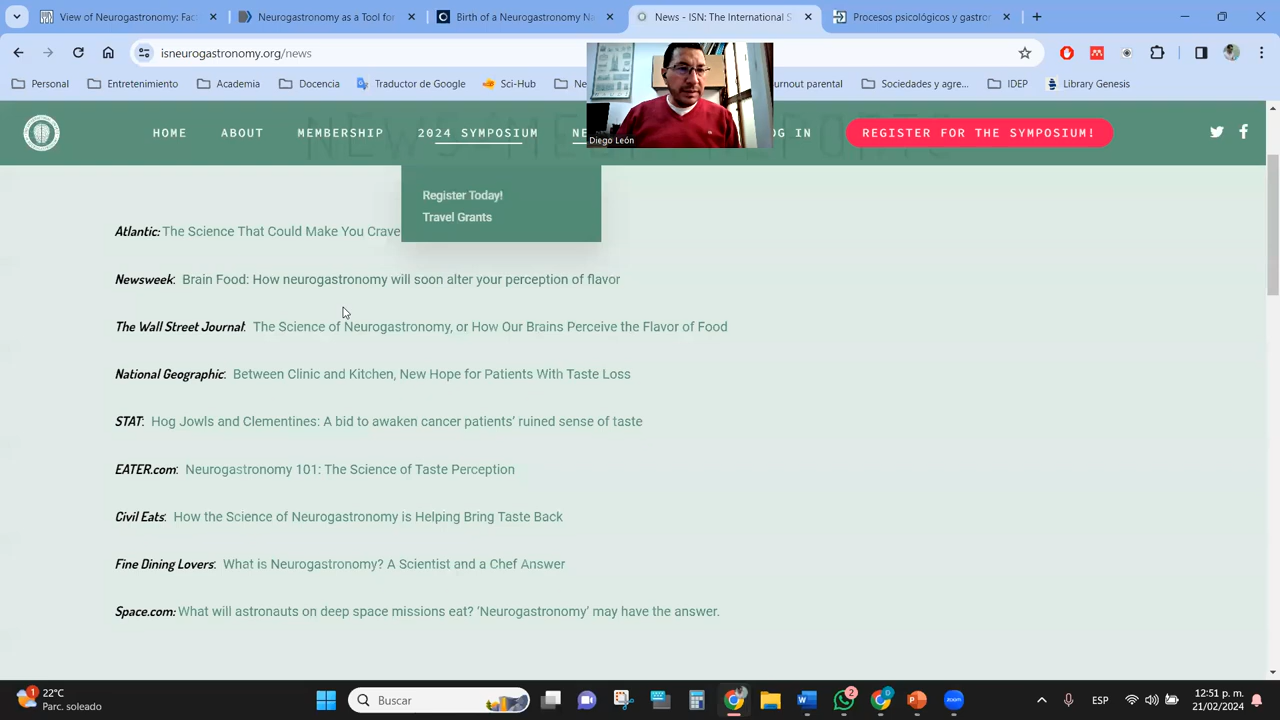 View of Neurogastronomy: Fac
Neurogastronomy as a Tool for
Birth of a Neurogastronomy Na
News - ISN: The International S
Procesos psicológicos y gastror
isneurogastronomy.org/news
Personal
Entretenimiento
Academia
Docencia
Traductor de Google
Sci-Hub
NE
urnout parental
Sociedades y agre...
IDEP
Library Genesis
HOME
ABOUT
MEMBERSHIP
2024 SYMPOSIUM
NE
OG IN
REGISTER FOR THE SYMPOSIUM!
Diego León
Register Today!
Travel Grants
Atlantic: The Science That Could Make You Crave
Newsweek: Brain Food: How neurogastronomy will soon alter your perception of flavor
The Wall Street Journal: The Science of Neurogastronomy, or How Our Brains Perceive the Flavor of Food
National Geographic: Between Clinic and Kitchen, New Hope for Patients With Taste Loss
STAT: Hog Jowls and Clementines: A bid to awaken cancer patients’ ruined sense of taste
EATER.com: Neurogastronomy 101: The Science of Taste Perception
Civil Eats: How the Science of Neurogastronomy is Helping Bring Taste Back
Fine Dining Lovers: What is Neurogastronomy? A Scientist and a Chef Answer
Space.com: What will astronauts on deep space missions eat? ‘Neurogastronomy’ may have the answer.
1
22°C
Parc. soleado
Buscar
2
ESP
12:51 p. m.
21/02/2024